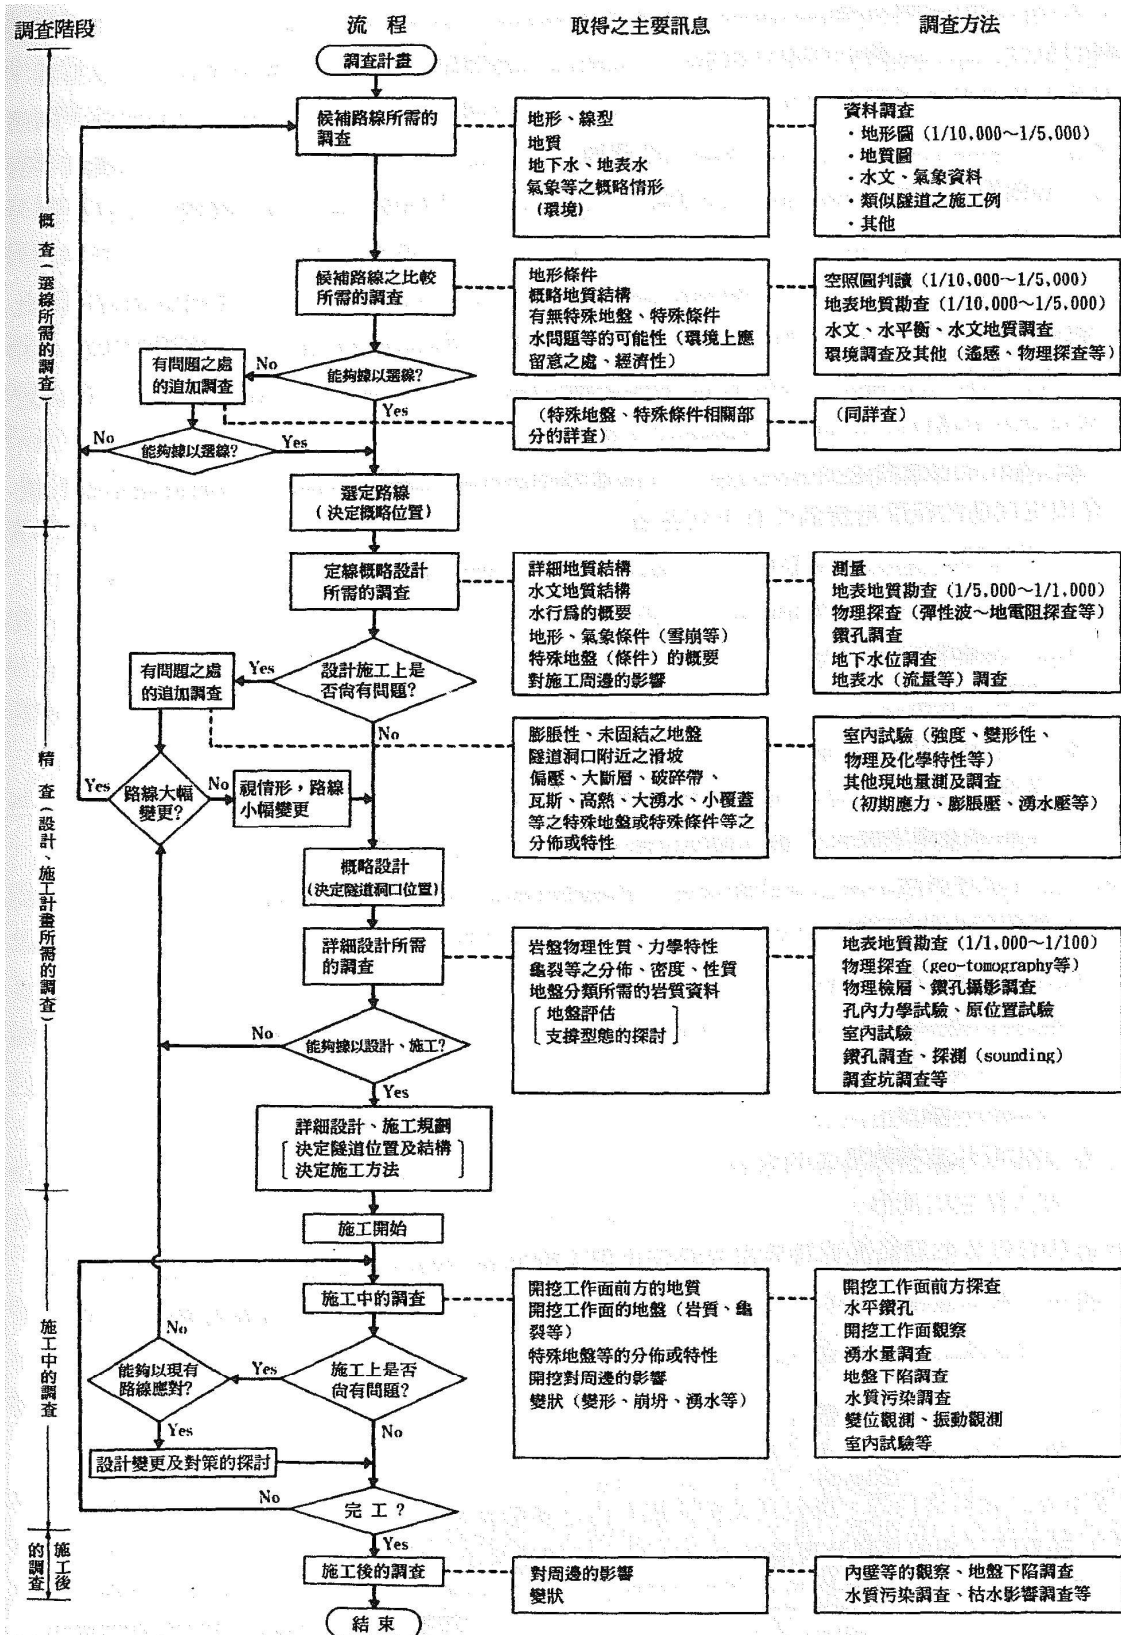 調查階段
流 程
取得之主要訊息
調查方法
調查計畫
候補路線所需的
調查
地形、線型
地質
地下水、地表水
氣象等之概略情形
(環境)
資料調查
・地形圖 (1/10,000～1/5,000)
・地質圖
・水文、氣象資料
・類似隧道之施工例
・其他
概 查(選線所需的調查)
候補路線之比較
所需的調查
地形條件
概略地質結構
有無特殊地盤、特殊條件
水問題等的可能性 (環境上應
留意之處、經濟性)
空照圖判讀 (1/10,000～1/5,000)
地表地質勘查 (1/10,000～1/5,000)
水文、水平衡、水文地質調查
環境調查及其他 (遙感、物理探查等)
有問題之處
的追加調查
No
能夠據以選線?
Yes
(特殊地盤、特殊條件相關部
分的詳查)
(同詳查)
No
能夠據以選線?
Yes
選定路線
(決定概略位置)
定線概略設計
所需的調查
詳細地質結構
水文地質結構
水行為的概要
地形、氣象條件 (雪崩等)
特殊地盤 (條件) 的概要
對施工周邊的影響
測量
地表地質勘查 (1/5,000～1/1,000)
物理探查 (彈性波～地電阻探查等)
鑽孔調查
地下水位調查
地表水 (流量等) 調查
有問題之處
的追加調查
Yes
設計施工上是
否尚有問題?
No
膨脹性、未固結之地盤
隧道洞口附近之滑坡
偏壓、大斷層、破碎帶、
瓦斯、高熱、大湧水、小覆蓋
等之特殊地盤或特殊條件等之
分佈或特性
室內試驗 (強度、變形性、
物理及化學特性等)
其他現地量測及調查
(初期應力、膨脹壓、湧水壓等)
精 查(設計、施工計畫所需的調查)
Yes
路線大幅
變更?
No
視情形，路線
小幅變更
概略設計
(決定隧道洞口位置)
詳細設計所需
的調查
岩盤物理性質、力學特性
龜裂等之分佈、密度、性質
地盤分類所需的岩質資料
地盤評估
支撐型態的探討
地表地質勘查 (1/1,000～1/100)
物理探查 (geo-tomography等)
物理檢層、鑽孔攝影調查
孔內力學試驗、原位置試驗
室內試驗
鑽孔調查、探測 (sounding)
調查坑調查等
No
能夠據以設計、施工?
Yes
詳細設計、施工規劃
決定隧道位置及結構
決定施工方法
施工開始
施工中的調查
施工中的調查
開挖工作面前方的地質
開挖工作面的地盤 (岩質、龜
裂等)
特殊地盤等的分佈或特性
開挖對周邊的影響
變狀 (變形、崩坍、湧水等)
開挖工作面前方探查
水平鑽孔
開挖工作面觀察
湧水量調查
地盤下陷調查
水質污染調查
變位觀測、振動觀測
室內試驗等
No
能夠以現有
路線應對?
Yes
施工上是否
尚有問題?
Yes
No
設計變更及對策的探討
No
完 工 ?
Yes
施工後
的調查
施工後的調查
對周邊的影響
變狀
內壁等的觀察、地盤下陷調查
水質污染調查、枯水影響調查等
結 束